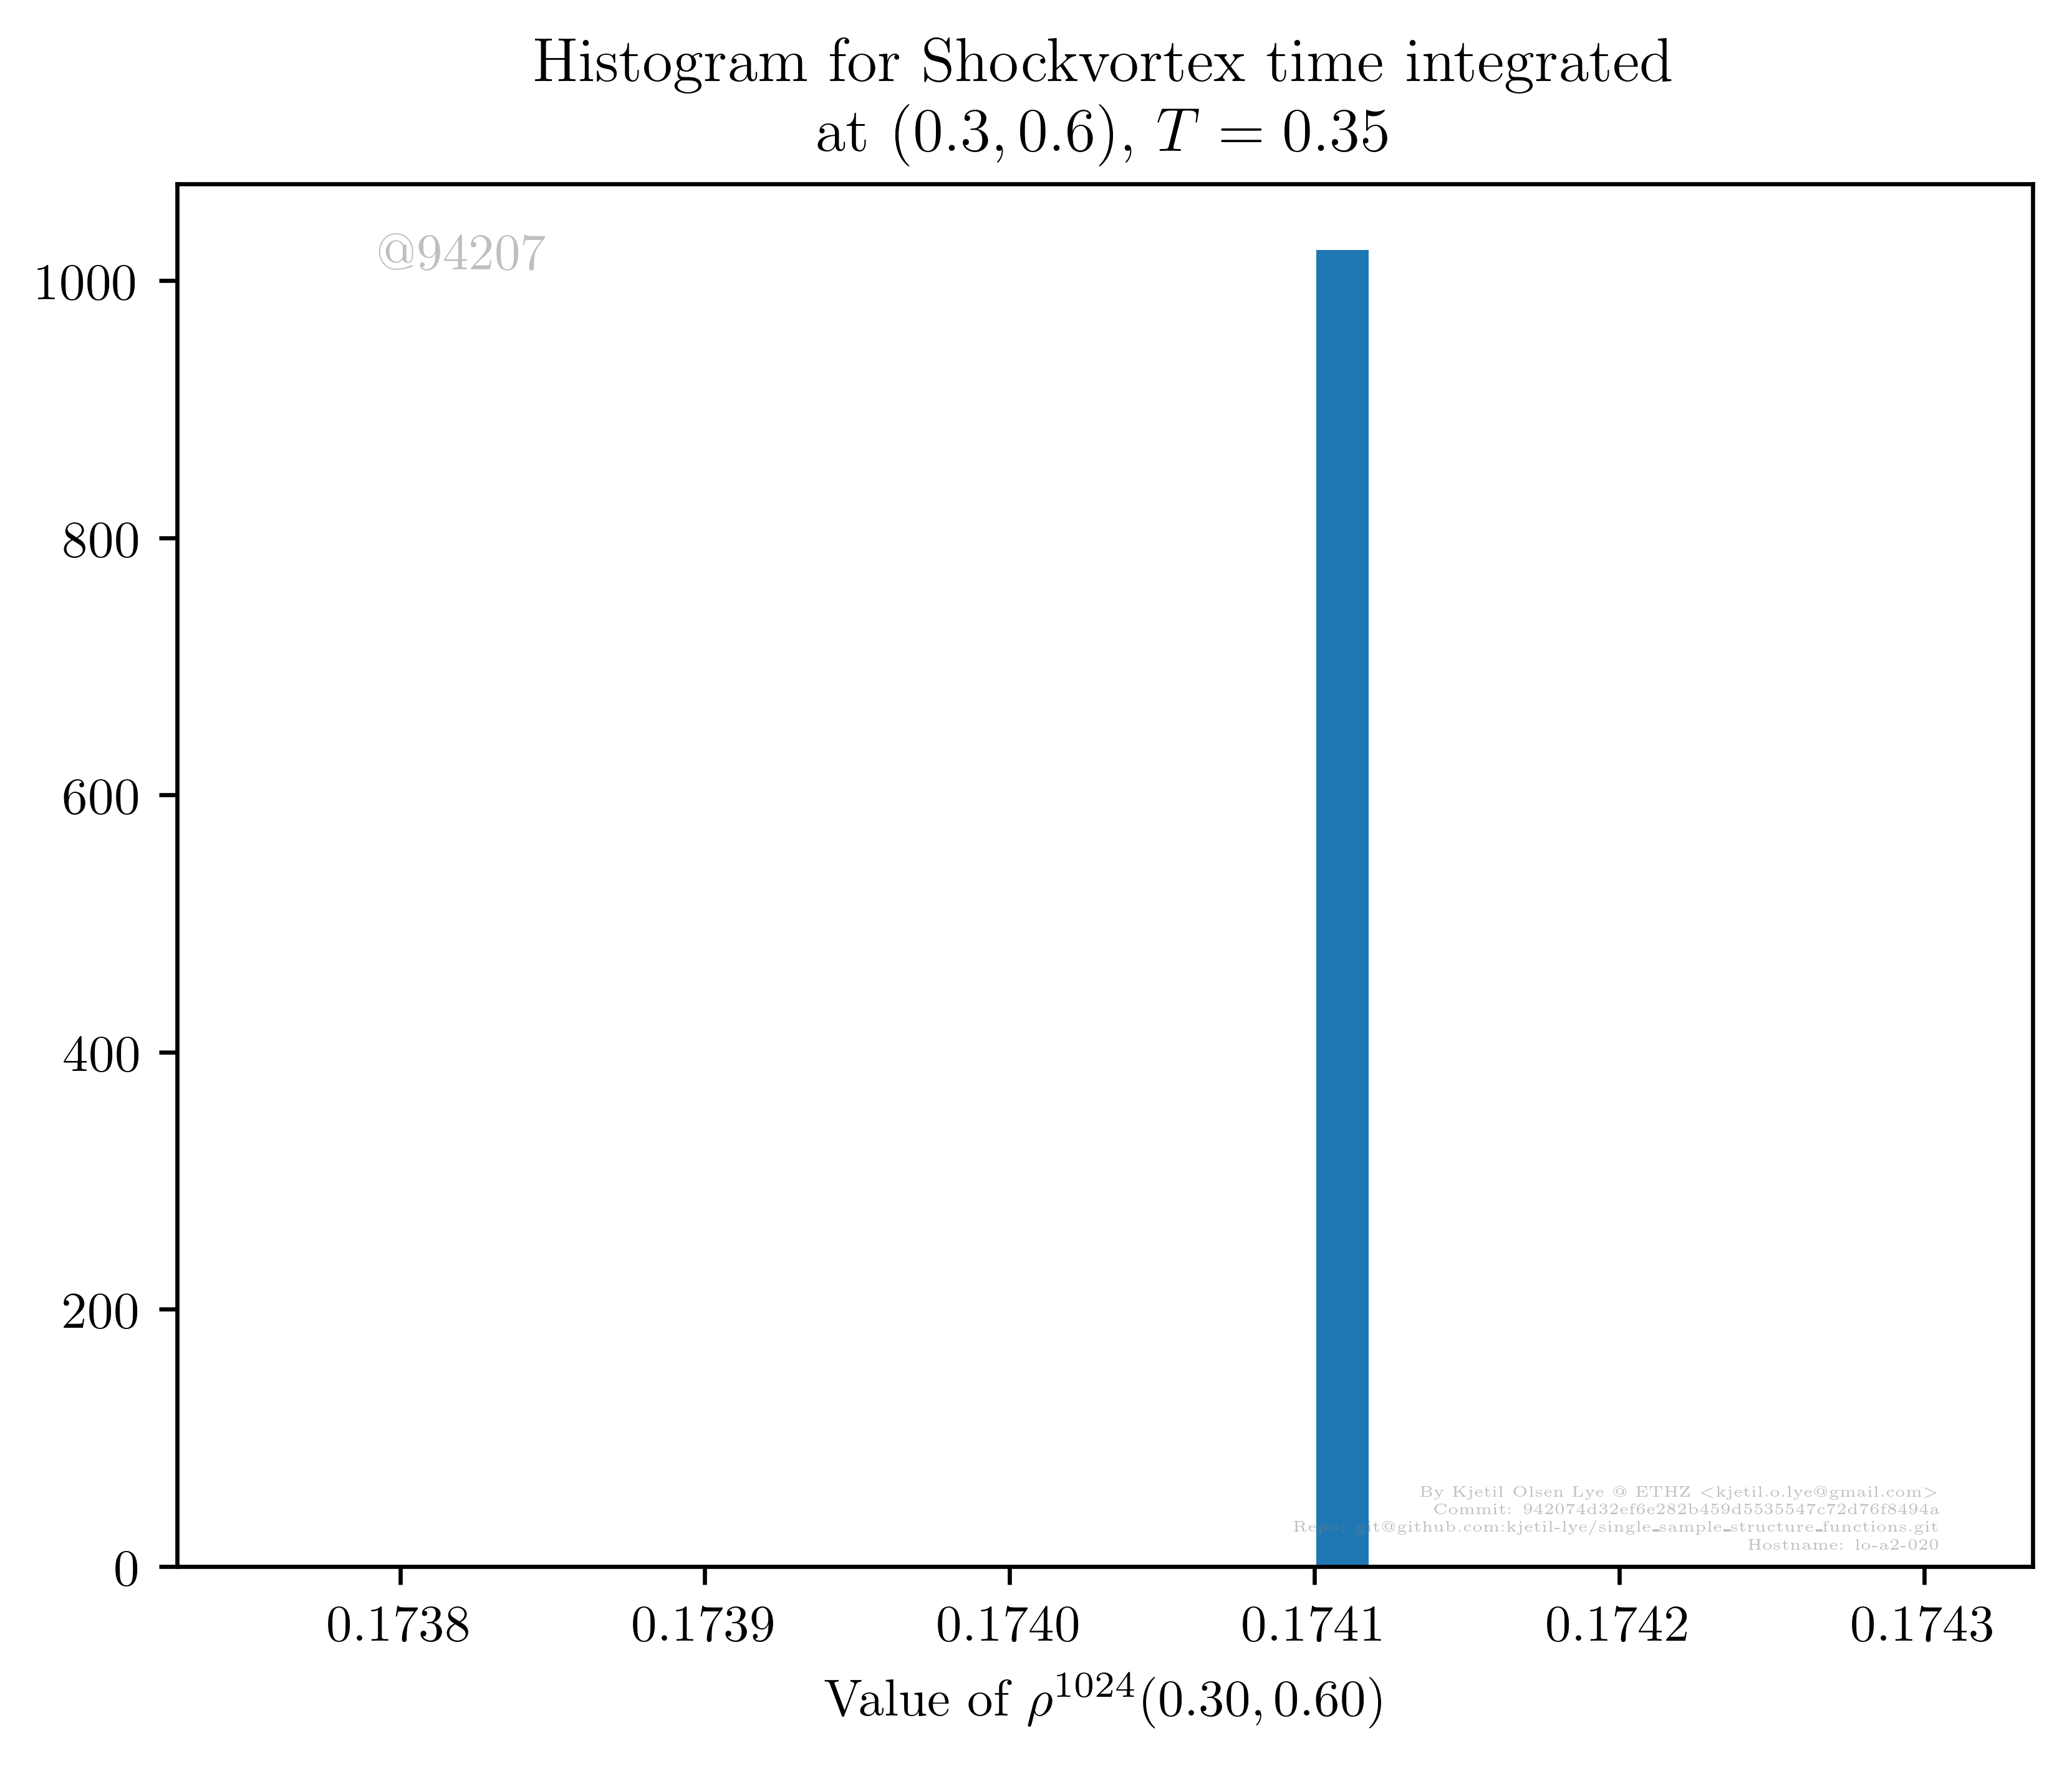 Histogram for Shockvortex time integrated
at (0.3, 0.6), T = 0.35
@94207
1000
800
600
400
200
0
By Kjetil Olsen Lye @ ETHZ <kjetil.o.lye@gmail.com>
Commit: 942074d32ef6e282b459d5535547c72d76f8494a
Repo: git@github.com:kjetil-lye/single_sample_structure_functions.git
Hostname: lo-a2-020
0.1738 0.1739 0.1740 0.1741 0.1742 0.1743
Value of ρ^1024(0.30, 0.60)